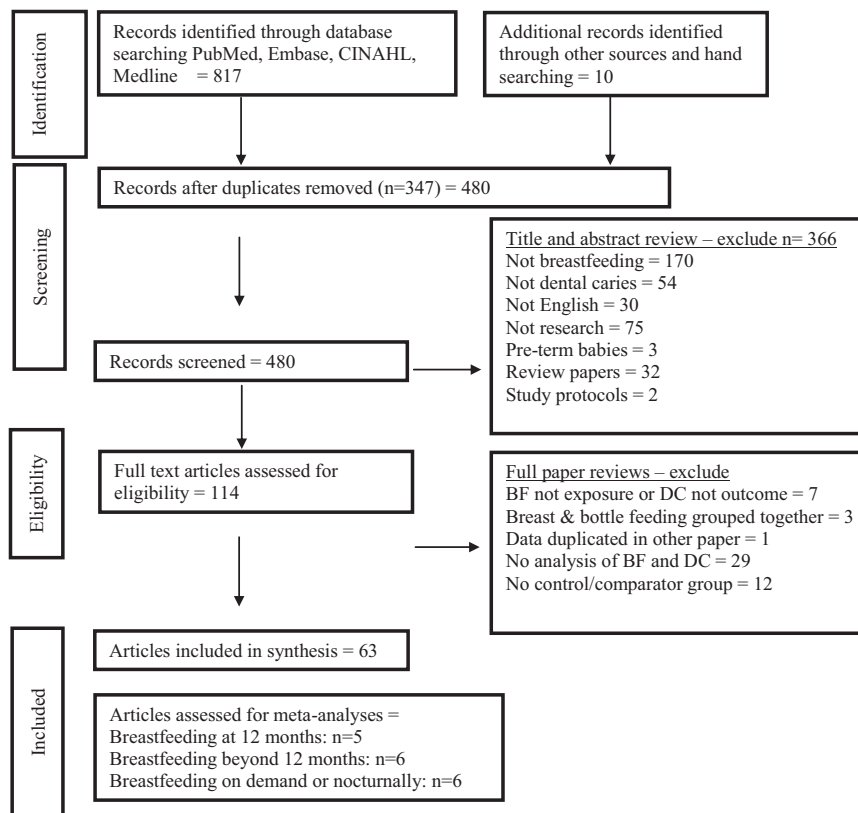 Identification
Records identified through database
searching PubMed, Embase, CINAHL,
Medline = 817
Additional records identified
through other sources and hand
searching = 10
Screening
Records after duplicates removed (n=347) = 480
Records screened = 480
Title and abstract review – exclude n= 366
Not breastfeeding = 170
Not dental caries = 54
Not English = 30
Not research = 75
Pre-term babies = 3
Review papers = 32
Study protocols = 2
Eligibility
Full text articles assessed for
eligibility = 114
Full paper reviews – exclude
BF not exposure or DC not outcome = 7
Breast & bottle feeding grouped together = 3
Data duplicated in other paper = 1
No analysis of BF and DC = 29
No control/comparator group = 12
Included
Articles included in synthesis = 63
Articles assessed for meta-analyses =
Breastfeeding at 12 months: n=5
Breastfeeding beyond 12 months: n=6
Breastfeeding on demand or nocturnally: n=6